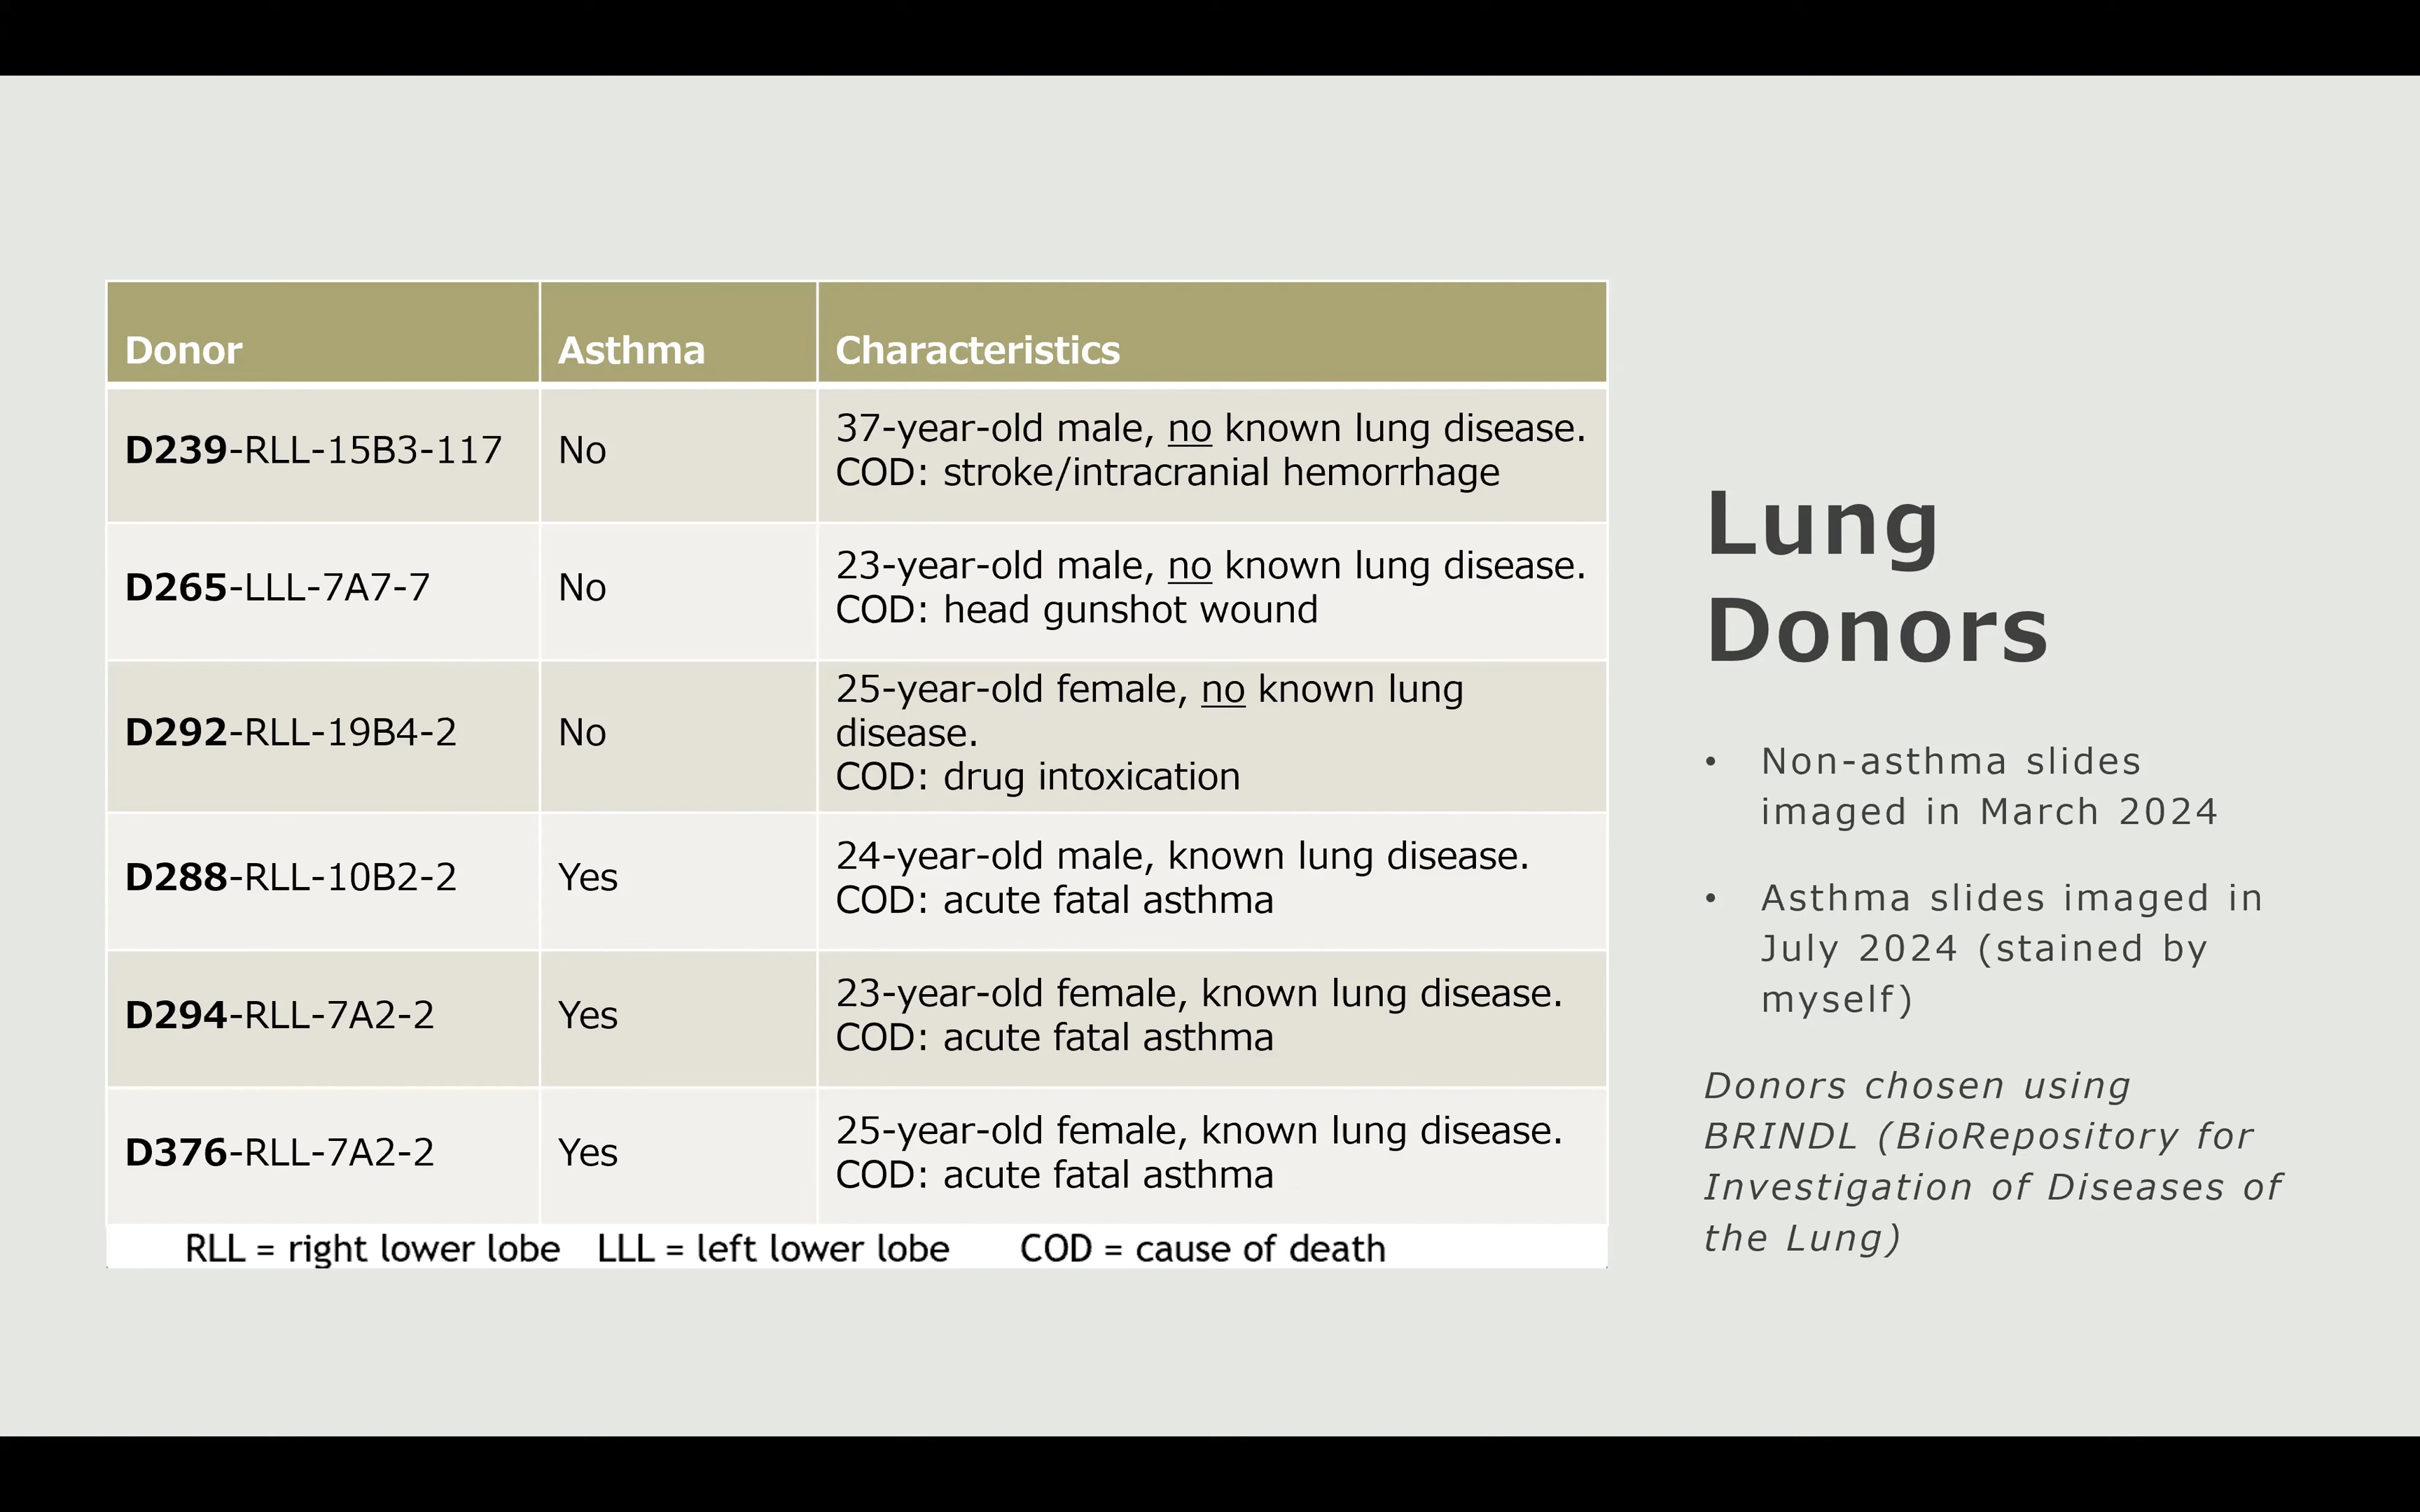 Donor Asthma Characteristics
D239-RLL-15B3-117 No 37-year-old male, no known lung disease.
COD: stroke/intracranial hemorrhage
D265-LLL-7A7-7 No 23-year-old male, no known lung disease.
COD: head gunshot wound
D292-RLL-19B4-2 No 25-year-old female, no known lung
disease.
COD: drug intoxication
D288-RLL-10B2-2 Yes 24-year-old male, known lung disease.
COD: acute fatal asthma
D294-RLL-7A2-2 Yes 23-year-old female, known lung disease.
COD: acute fatal asthma
D376-RLL-7A2-2 Yes 25-year-old female, known lung disease.
COD: acute fatal asthma
RLL = right lower lobe LLL = left lower lobe COD = cause of death
Lung
Donors
• Non-asthma slides
imaged in March 2024
• Asthma slides imaged in
July 2024 (stained by
myself)
Donors chosen using
BRINDL (BioRepository for
Investigation of Diseases of
the Lung)